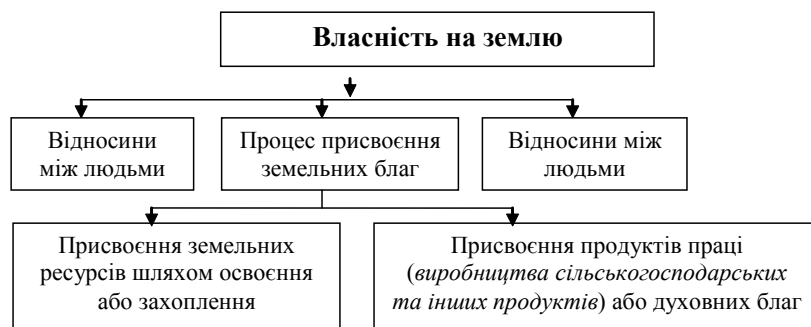 Власність на землю
Відносини
між людьми
Процес присвоєння
земельних благ
Відносини між
людьми
Присвоєння земельних
ресурсів шляхом освоєння
або захоплення
Присвоєння продуктів праці
(виробництва сільськогосподарських
та інших продуктів) або духовних благ